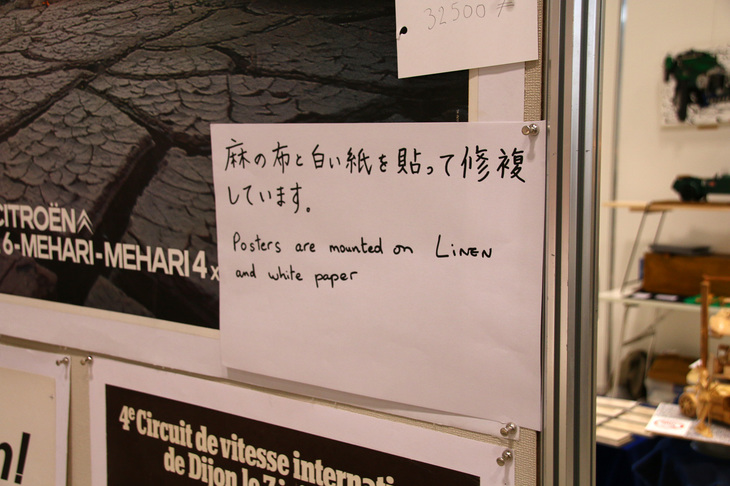 32500
麻の布と白い紙を貼って修複
しています。
Posters are mounted on LINEN
and white paper
CITROËN
6-MEHARI-MEHARI 4 x
4e Circuit de vitesse internati
de Dijon le 7
n!